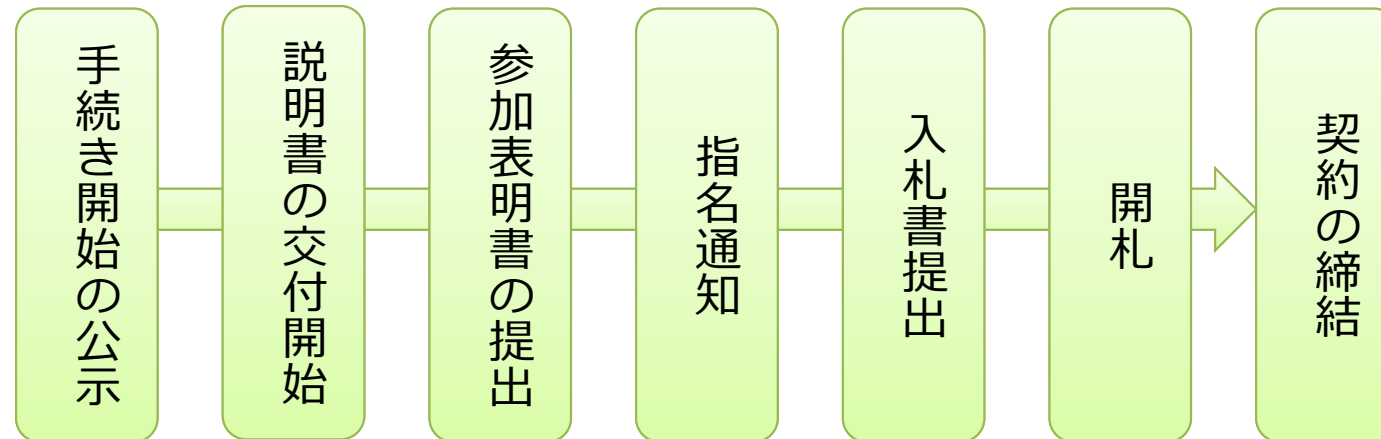 手続き開始の公示
説明書の交付開始
参加表明書の提出
指名通知
入札書提出
開札
契約の締結